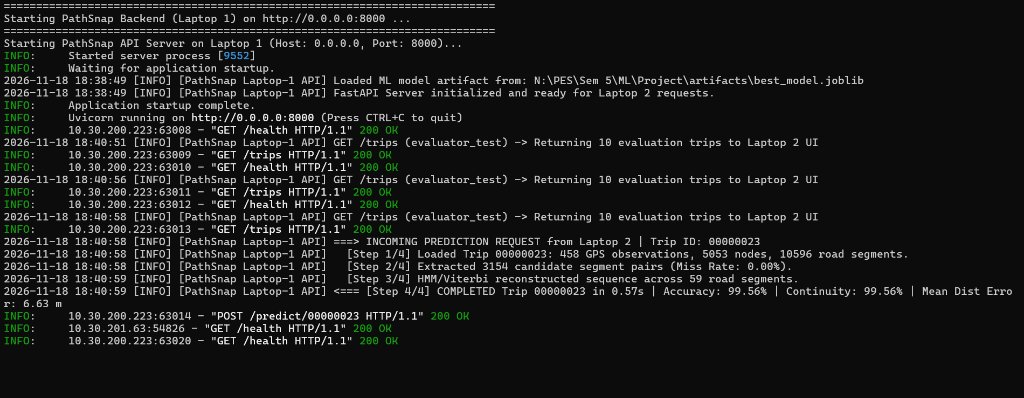 ===========================================================================
Starting PathSnap Backend (Laptop 1) on http://0.0.0.0:8000 ...
===========================================================================
Starting PathSnap API Server on Laptop 1 (Host: 0.0.0.0, Port: 8000)...
INFO:     Started server process [9552]
INFO:     Waiting for application startup.
2026-11-18 18:38:49 [INFO] [PathSnap Laptop-1 API] Loaded ML model artifact from: N:\PES\Sem 5\ML\Project\artifacts\best_model.joblib
2026-11-18 18:38:49 [INFO] [PathSnap Laptop-1 API] FastAPI Server initialized and ready for Laptop 2 requests.
INFO:     Application startup complete.
INFO:     Uvicorn running on http://0.0.0.0:8000 (Press CTRL+C to quit)
INFO:     10.30.200.223:63008 - "GET /health HTTP/1.1" 200 OK
2026-11-18 18:40:51 [INFO] [PathSnap Laptop-1 API] GET /trips (evaluator_test) -> Returning 10 evaluation trips to Laptop 2 UI
INFO:     10.30.200.223:63009 - "GET /trips HTTP/1.1" 200 OK
INFO:     10.30.200.223:63010 - "GET /health HTTP/1.1" 200 OK
2026-11-18 18:40:56 [INFO] [PathSnap Laptop-1 API] GET /trips (evaluator_test) -> Returning 10 evaluation trips to Laptop 2 UI
INFO:     10.30.200.223:63011 - "GET /trips HTTP/1.1" 200 OK
INFO:     10.30.200.223:63012 - "GET /health HTTP/1.1" 200 OK
2026-11-18 18:40:58 [INFO] [PathSnap Laptop-1 API] GET /trips (evaluator_test) -> Returning 10 evaluation trips to Laptop 2 UI
INFO:     10.30.200.223:63013 - "GET /trips HTTP/1.1" 200 OK
2026-11-18 18:40:58 [INFO] [PathSnap Laptop-1 API] ===> INCOMING PREDICTION REQUEST from Laptop 2 | Trip ID: 00000023
2026-11-18 18:40:58 [INFO] [PathSnap Laptop-1 API]   [Step 1/4] Loaded Trip 00000023: 458 GPS observations, 5053 nodes, 10596 road segments.
2026-11-18 18:40:58 [INFO] [PathSnap Laptop-1 API]   [Step 2/4] Extracted 3154 candidate segment pairs (Miss Rate: 0.00%).
2026-11-18 18:40:59 [INFO] [PathSnap Laptop-1 API]   [Step 3/4] HMM/Viterbi reconstructed sequence across 59 road segments.
2026-11-18 18:40:59 [INFO] [PathSnap Laptop-1 API] <=== [Step 4/4] COMPLETED Trip 00000023 in 0.57s | Accuracy: 99.56% | Continuity: 99.56% | Mean Dist Erro
r: 6.63 m
INFO:     10.30.200.223:63014 - "POST /predict/00000023 HTTP/1.1" 200 OK
INFO:     10.30.201.63:54826 - "GET /health HTTP/1.1" 200 OK
INFO:     10.30.200.223:63020 - "GET /health HTTP/1.1" 200 OK